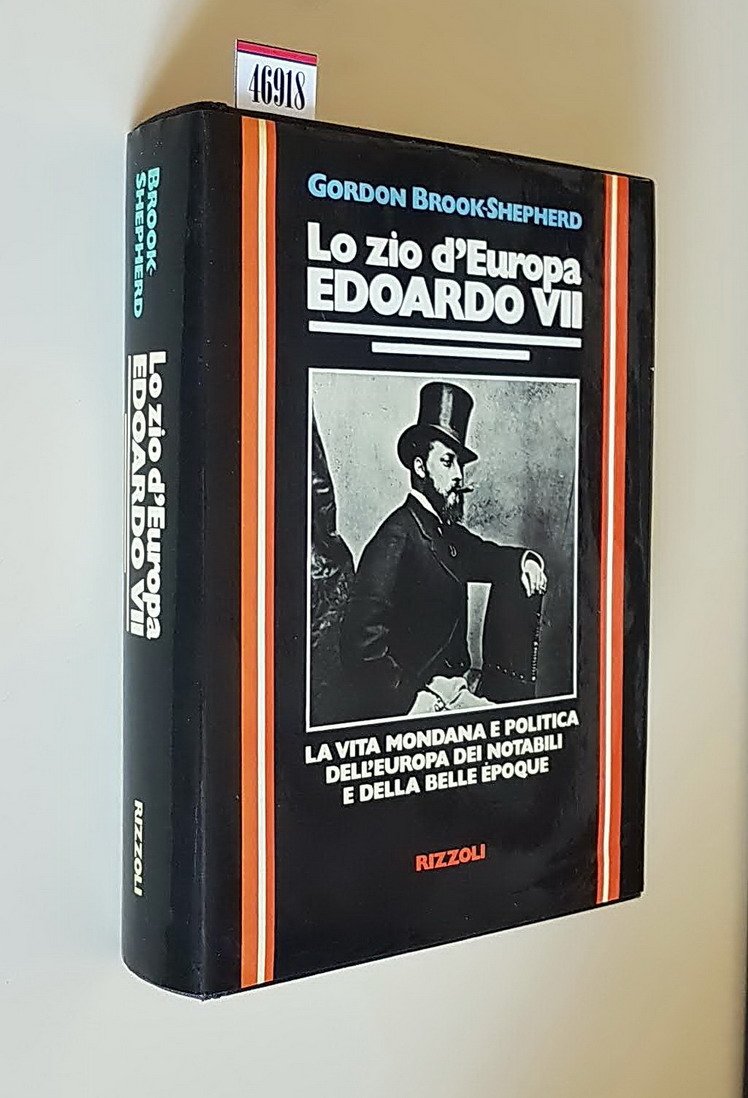 46918
BROOK-
SHEPHERD
Lo zio d'Europa
EDOARDO VII
RIZZOLI
GORDON BROOK-SHEPHERD
Lo zio d'Europa
EDOARDO VII
LA VITA MONDANA E POLITICA
DELL'EUROPA DEI NOTABILI
E DELLA BELLE ÉPOQUE
RIZZOLI